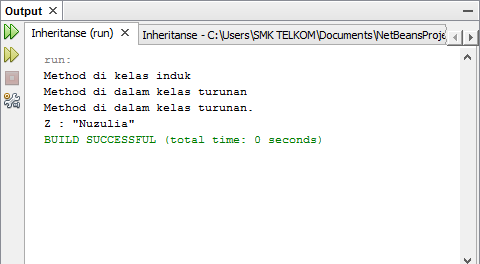 Output ×
Inheritanse (run) × Inheritanse - C:\Users\SMK TELKOM\Documents\NetBeansProje
run:
Method di kelas induk
Method di dalam kelas turunan
Method di dalam kelas turunan.
Z : "Nuzulia"
BUILD SUCCESSFUL (total time: 0 seconds)